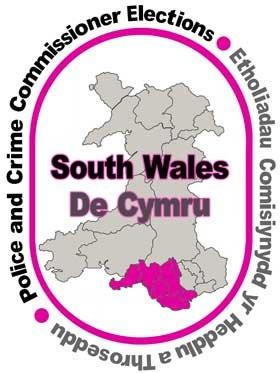 Police and Crime Commissioner Elections
Etholiadau Comisiynydd yr Heddlu a Throseddu
South Wales
De Cymru